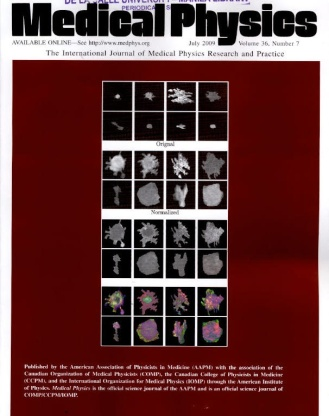 DE LA SALLE UNIVERSITY - MANILA LIBRARY
PERIODICAL
Medical Physics
AVAILABLE ONLINE—See http://www.medphys.org July 2009 Volume 36, Number 7
The International Journal of Medical Physics Research and Practice
Original
Normalized
Published by the American Association of Physicists in Medicine (AAPM) with the association of the
Canadian Organization of Medical Physicists (COMP), the Canadian College of Physicists in Medicine
(CCPM), and the International Organization for Medical Physics (IOMP) through the American Institute
of Physics. Medical Physics is the official science journal of the AAPM and is an official science journal of
COMP/CCPM/IOMP.